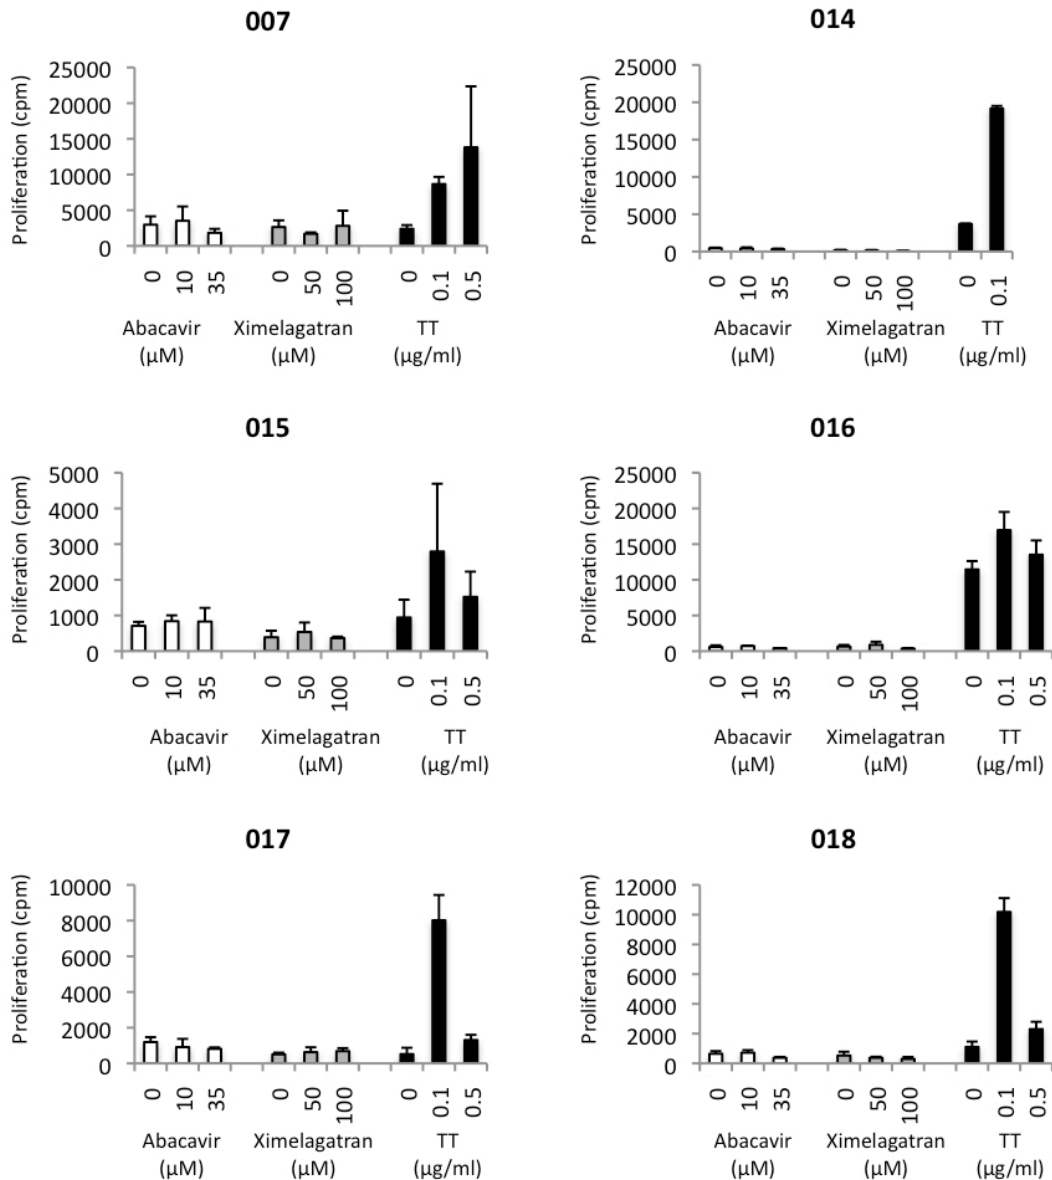 007
Proliferation (cpm)
25000
20000
15000
10000
5000
0
0 10 35 0 50 100 0 0.1 0.5
Abacavir Ximelagatran TT
(µM) (µM) (µg/ml)
014
Proliferation (cpm)
25000
20000
15000
10000
5000
0
0 10 35 0 50 100 0 0.1
Abacavir Ximelagatran TT
(µM) (µM) (µg/ml)
015
Proliferation (cpm)
5000
4000
3000
2000
1000
0
0 10 35 0 50 100 0 0.1 0.5
Abacavir Ximelagatran TT
(µM) (µM) (µg/ml)
016
Proliferation (cpm)
25000
20000
15000
10000
5000
0
0 10 35 0 50 100 0 0.1 0.5
Abacavir Ximelagatran TT
(µM) (µM) (µg/ml)
017
Proliferation (cpm)
10000
8000
6000
4000
2000
0
0 10 35 0 50 100 0 0.1 0.5
Abacavir Ximelagatran TT
(µM) (µM) (µg/ml)
018
Proliferation (cpm)
12000
10000
8000
6000
4000
2000
0
0 10 35 0 50 100 0 0.1 0.5
Abacavir Ximelagatran TT
(µM) (µM) (µg/ml)